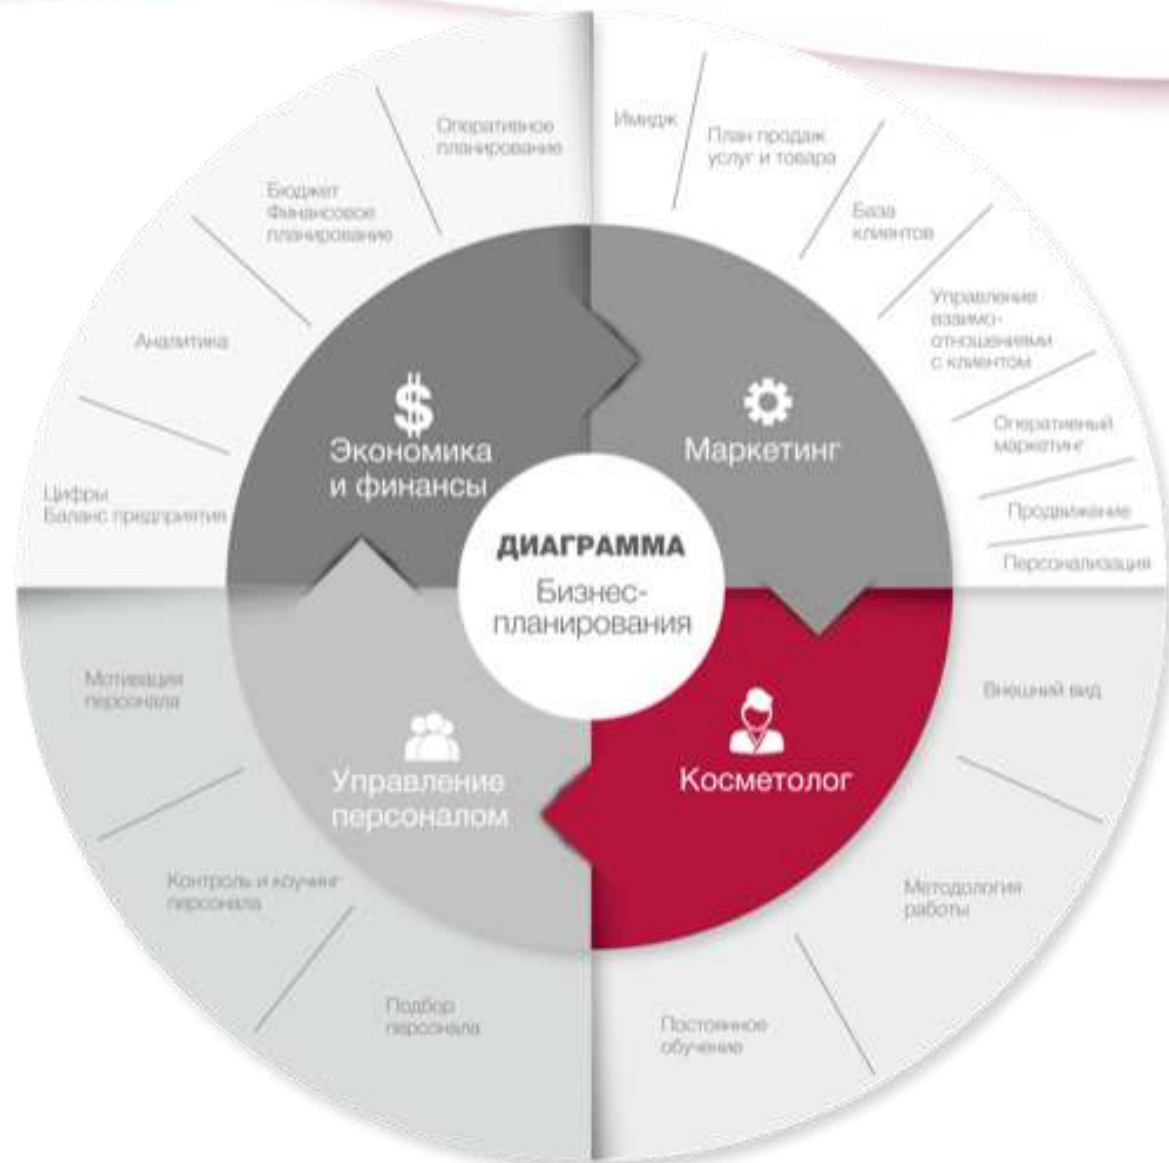 Оперативное
планирование
Бюджет
Финансовое
планирование
Аналитика
Цифры
Баланс предприятия
Имидж
План продаж
услуг и товара
База
клиентов
Управление
взаимо-
отношениями
с клиентом
Оперативный
маркетинг
Продвижение
Персонализация
$
Экономика
и финансы
Маркетинг
ДИАГРАММА
Бизнес-
планирования
Управление
персоналом
Косметолог
Внешний вид
Методология
работы
Постоянное
обучение
Мотивация
персонала
Контроль и коучинг
персонала
Подбор
персонала